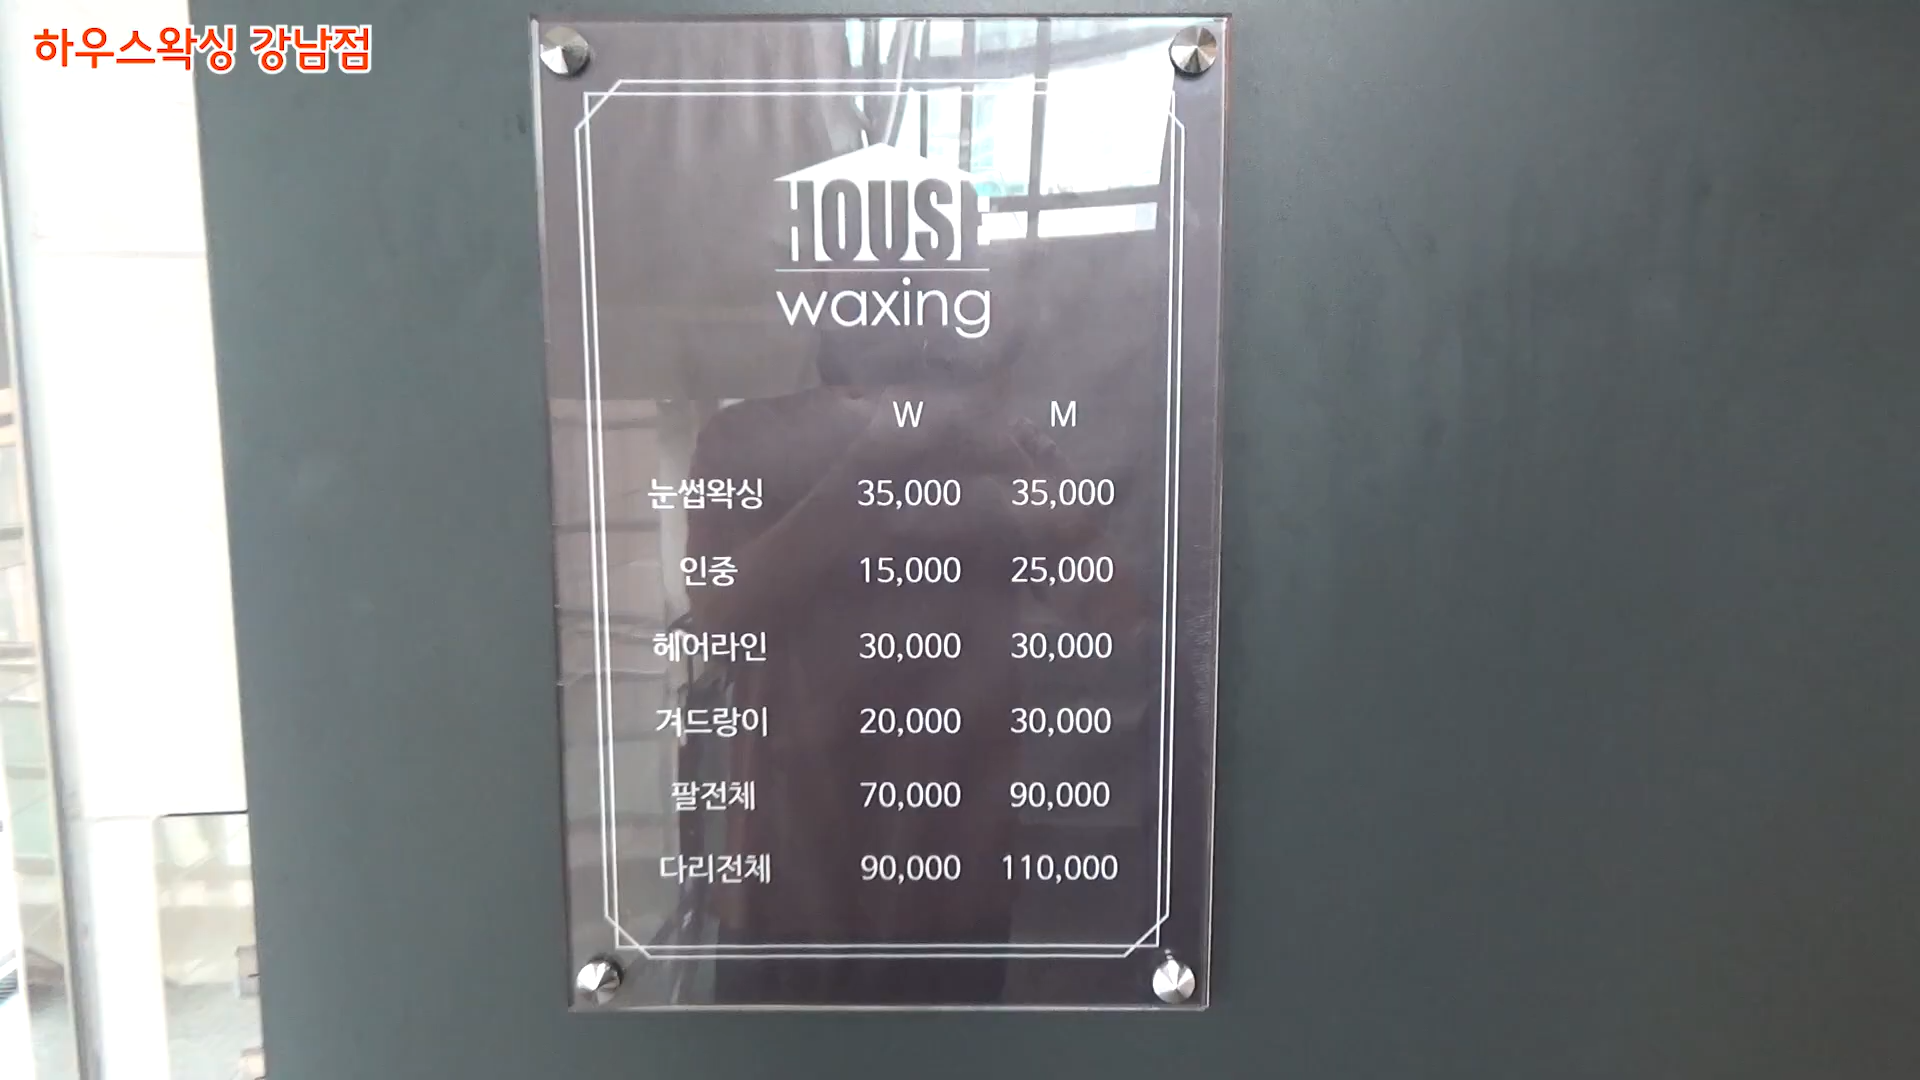 하우스왁싱 강남점
HOUSE
waxing
W M
눈썹왁싱 35,000 35,000
인중 15,000 25,000
헤어라인 30,000 30,000
겨드랑이 20,000 30,000
팔전체 70,000 90,000
다리전체 90,000 110,000